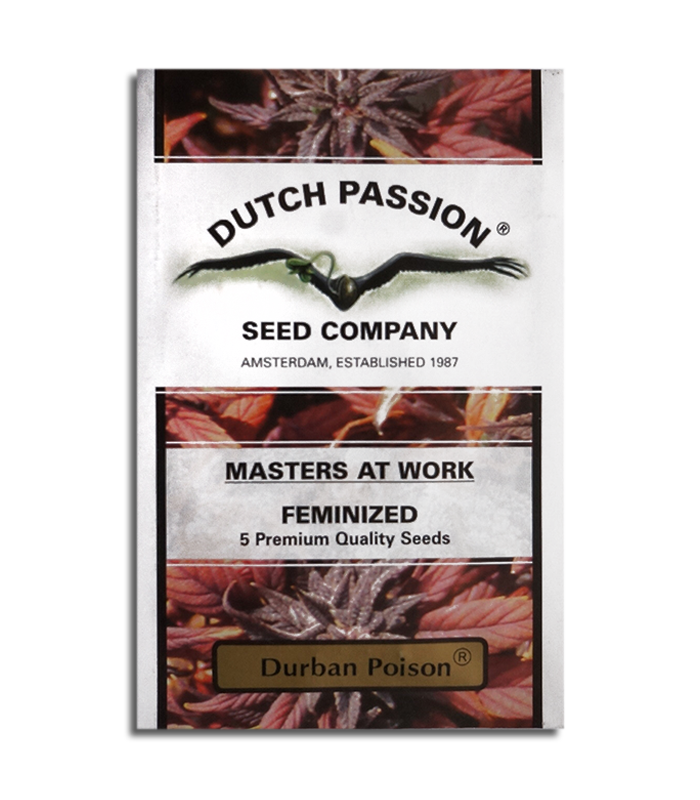 DUTCH PASSION®
SEED COMPANY
AMSTERDAM, ESTABLISHED 1987
MASTERS AT WORK
FEMINIZED
5 Premium Quality Seeds
Durban Poison®